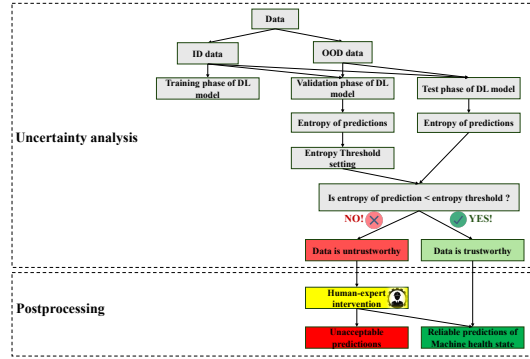 Data
ID data
OOD data
Training phase of DL
model
Validation phase of DL
model
Test phase of DL model
Entropy of predictions
Entropy of predictions
Uncertainty analysis
Entropy Threshold
setting
Is entropy of prediction < entropy threshold ?
NO!
YES!
Data is untrustworthy
Data is trustworthy
Postprocessing
Human-expert
intervention
Unacceptable
predictioons
Reliable predictions of
Machine health state